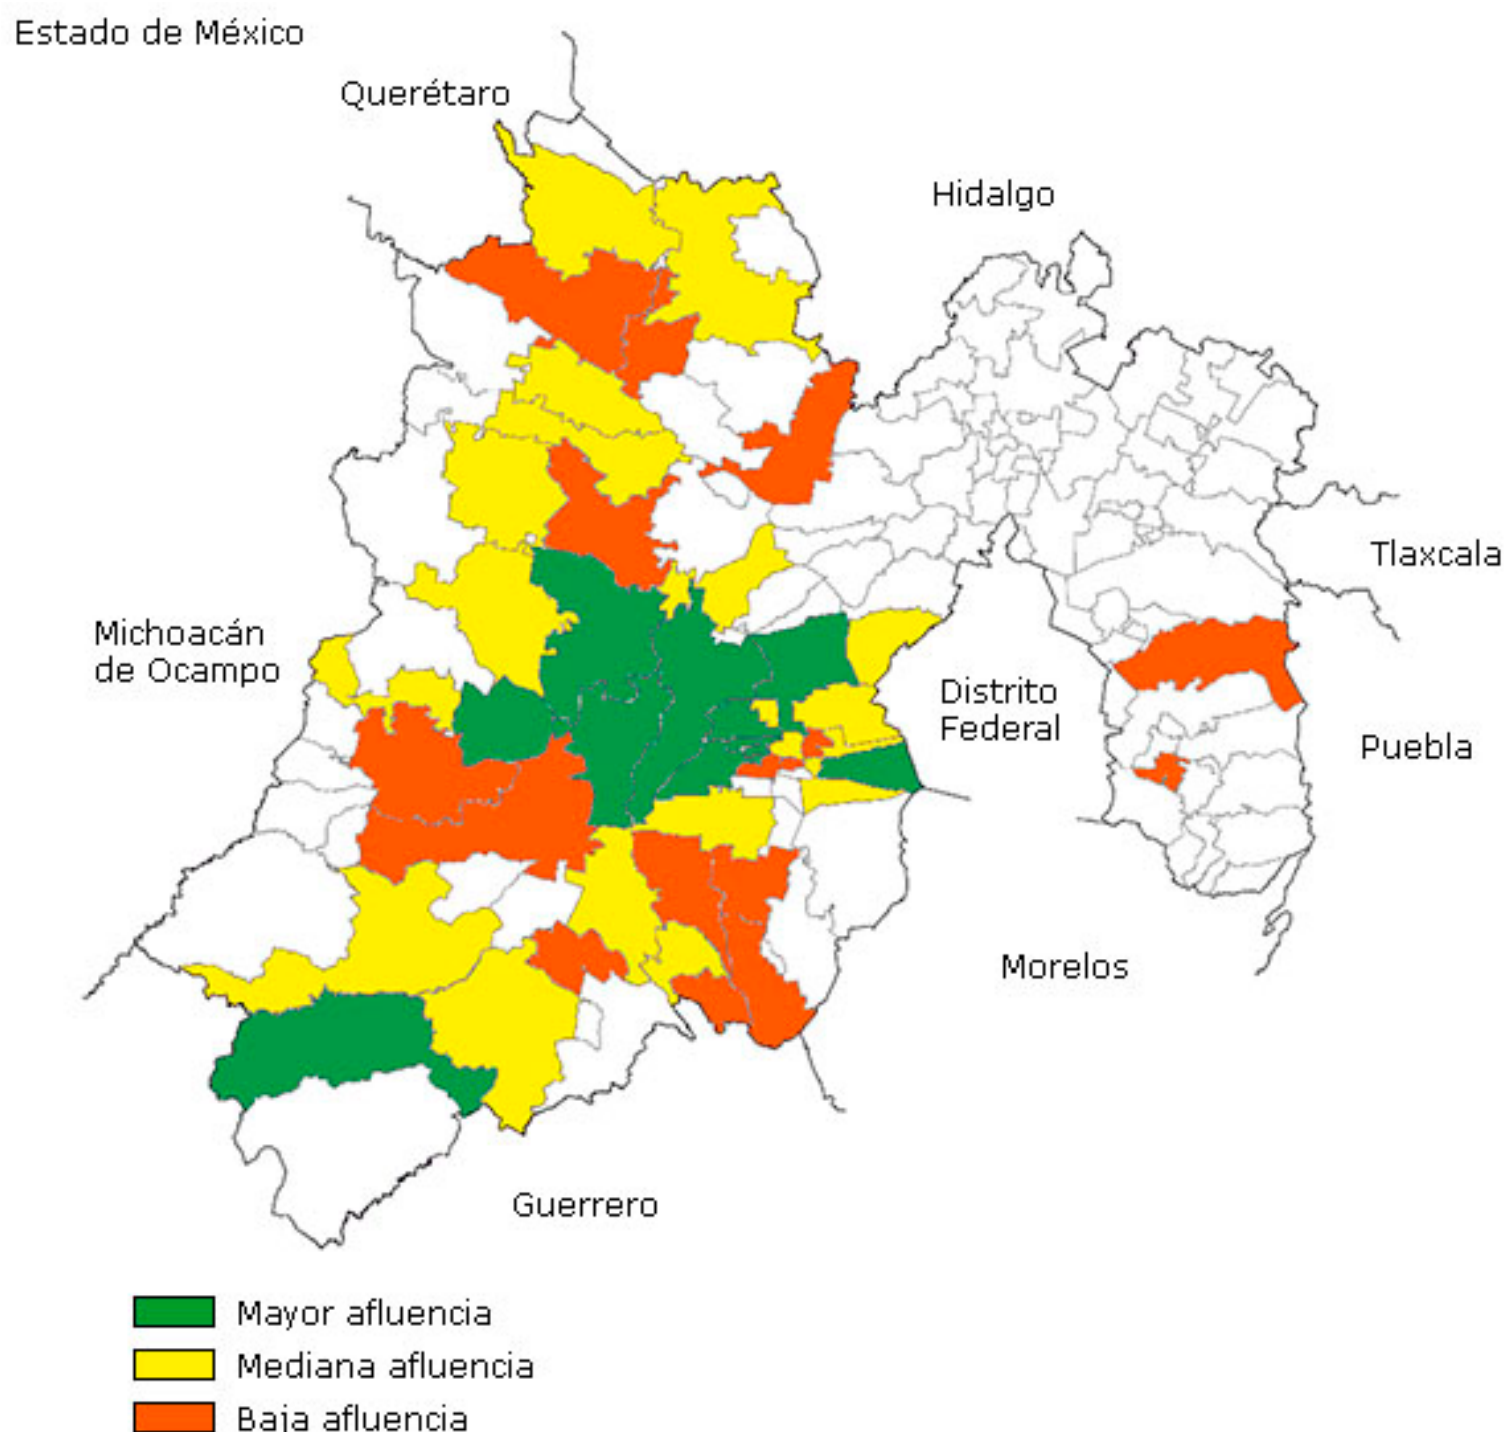 Estado de México
Querétaro
Hidalgo
Tlaxcala
Michoacán
de Ocampo
Distrito
Federal
Puebla
Morelos
Guerrero
Mayor afluencia
Mediana afluencia
Baja afluencia